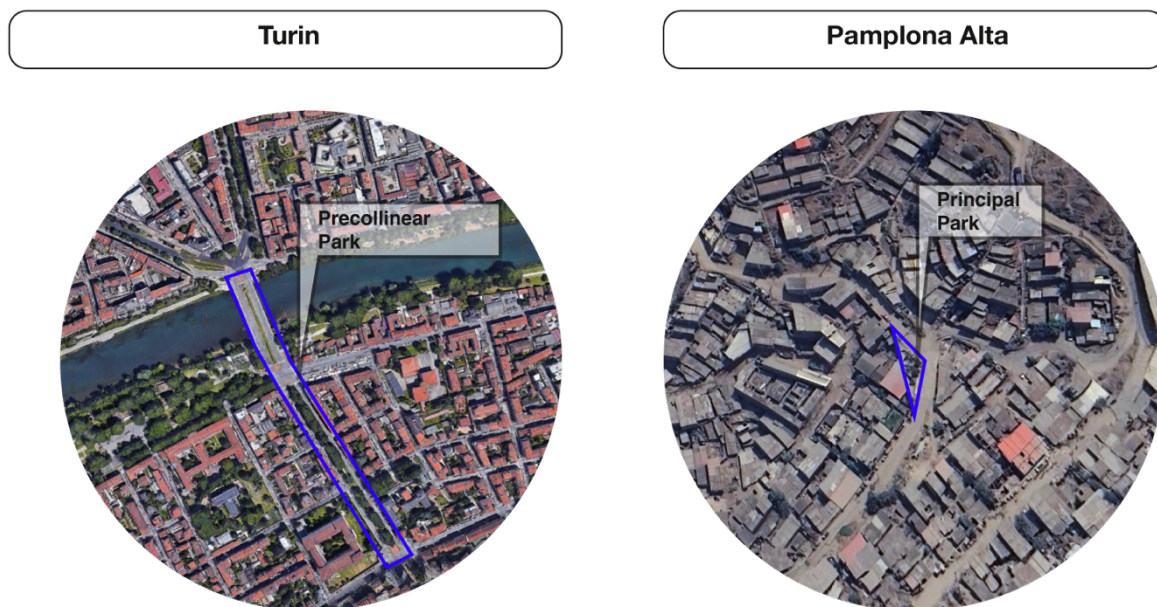 Turin
Pamplona Alta
Precollinear
Park
Principal
Park